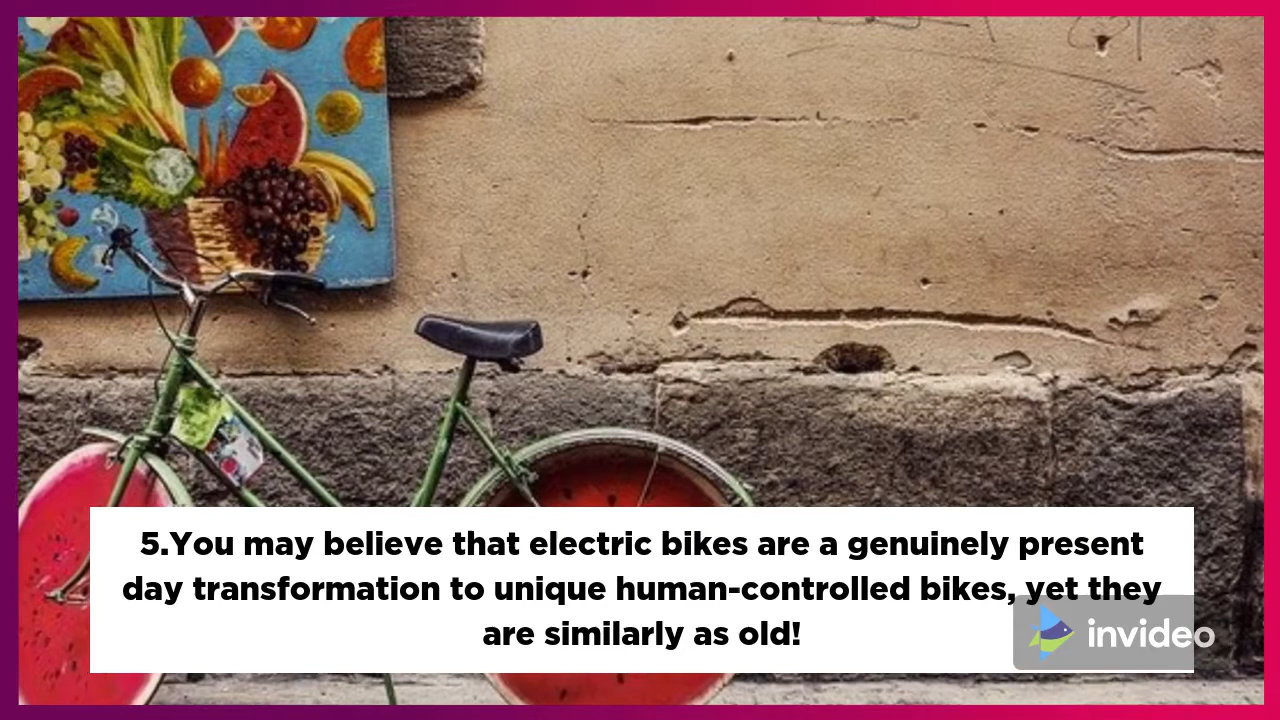 5.You may believe that electric bikes are a genuinely present
day transformation to unique human-controlled bikes, yet they
are similarly as old!
invideo